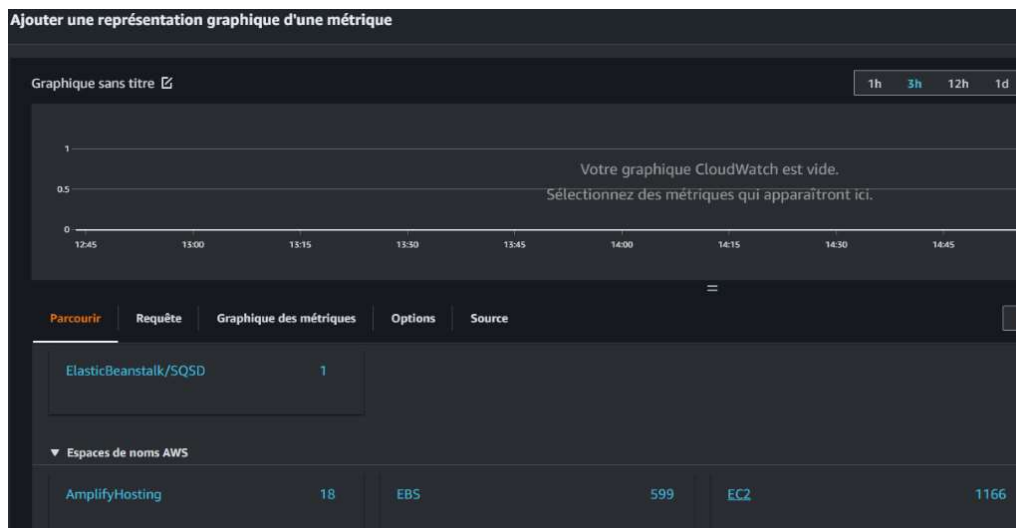 Ajouter une représentation graphique d'une métrique
Graphique sans titre
1h 3h 12h 1d
1
0.5
0
Votre graphique CloudWatch est vide.
Sélectionnez des métriques qui apparaîtront ici.
12:45 13:00 13:15 13:30 13:45 14:00 14:15 14:30 14:45
Parcourir Requête Graphique des métriques Options Source
ElasticBeanstalk/SQSD 1
Espaces de noms AWS
AmplifyHosting 18 EBS 599 EC2 1166